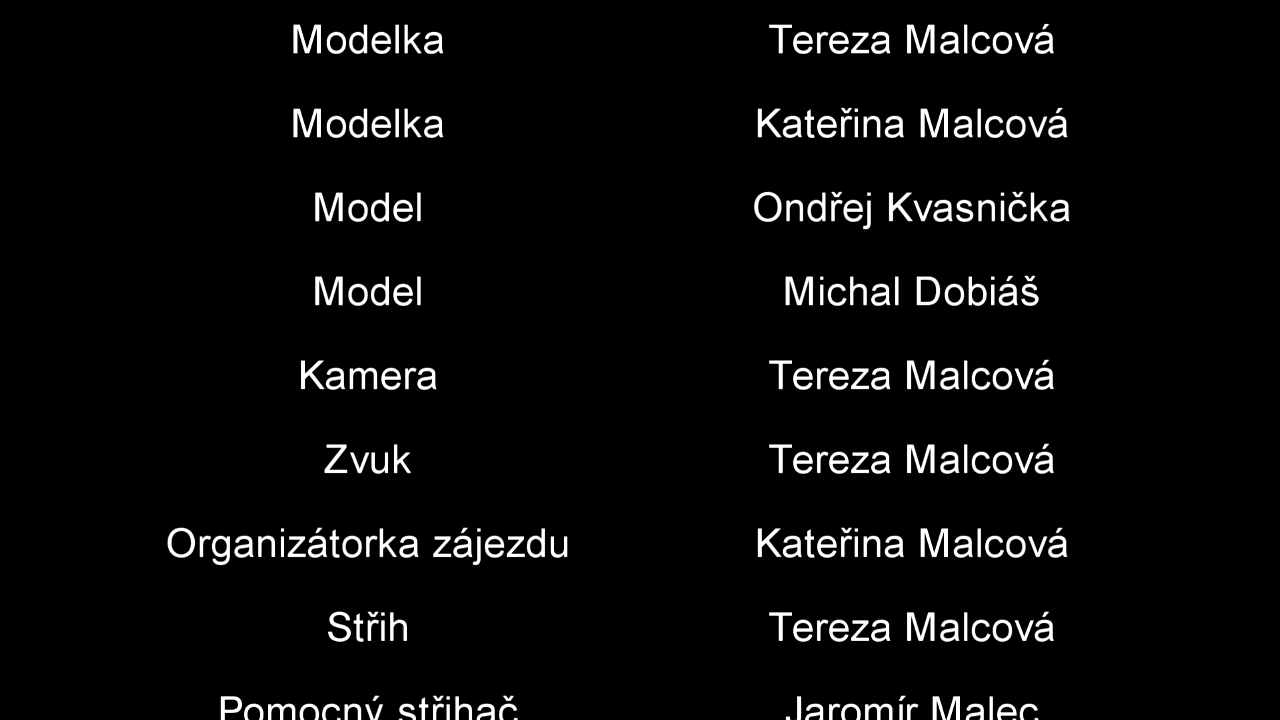 Modelka Tereza Malcová
Modelka Kateřina Malcová
Model Ondřej Kvasnička
Model Michal Dobiáš
Kamera Tereza Malcová
Zvuk Tereza Malcová
Organizátorka zájezdu Kateřina Malcová
Střih Tereza Malcová
Pomocný střihač Jaromír Malec